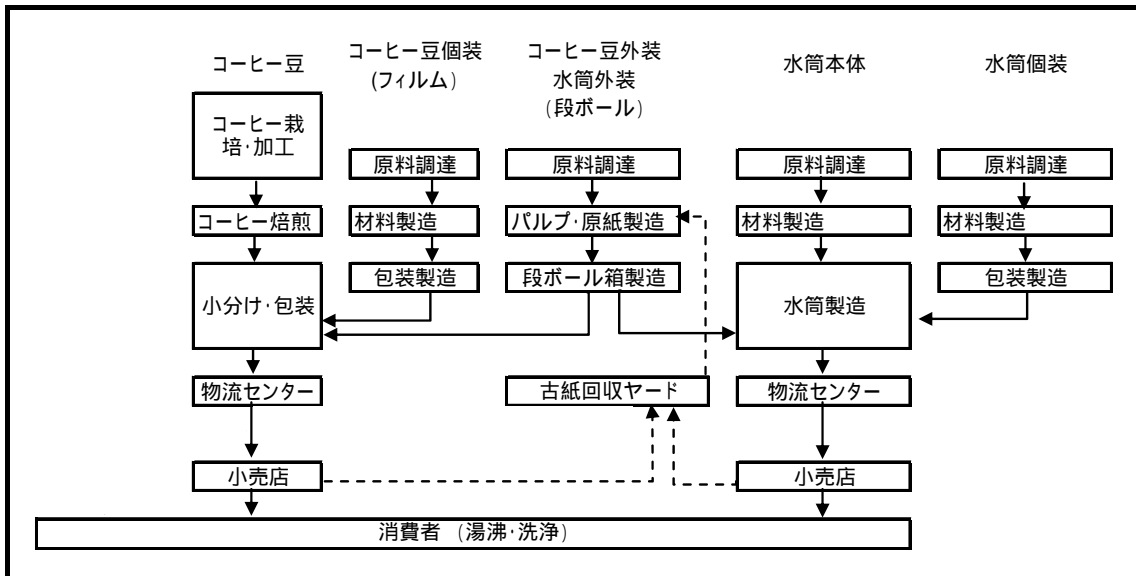 コーヒー豆
コーヒー豆個装
(フィルム)
コーヒー豆外装
水筒外装
(段ボール)
水筒本体
水筒個装
コーヒー栽
培・加工
原料調達
原料調達
原料調達
原料調達
コーヒー焙煎
材料製造
パルプ・原紙製造
材料製造
材料製造
小分け・包装
包装製造
段ボール箱製造
水筒製造
包装製造
物流センター
古紙回収ヤード
物流センター
小売店
小売店
消費者 (湯沸・洗浄)